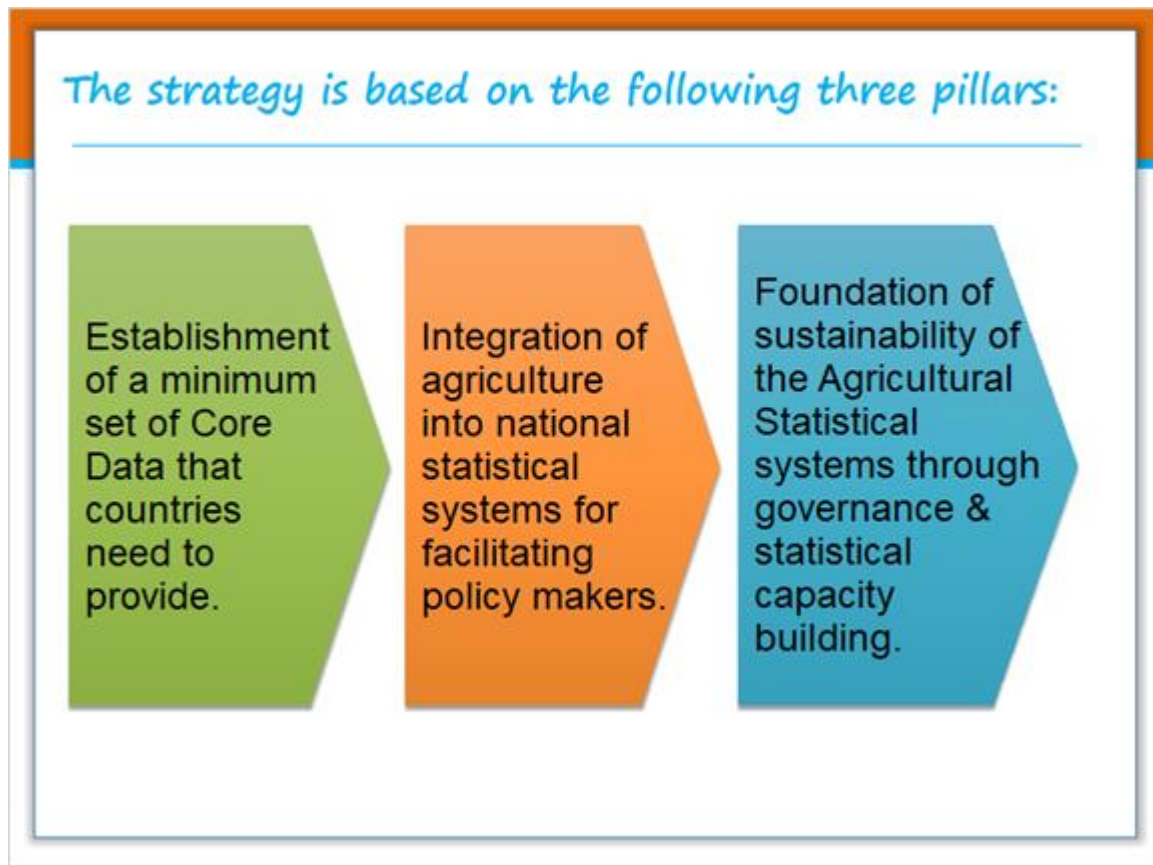 The strategy is based on the following three pillars:
Establishment
of a minimum
set of Core
Data that
countries
need to
provide.
Integration of
agriculture
into national
statistical
systems for
facilitating
policy makers.
Foundation of
sustainability of
the Agricultural
Statistical
systems through
governance &
statistical
capacity
building.